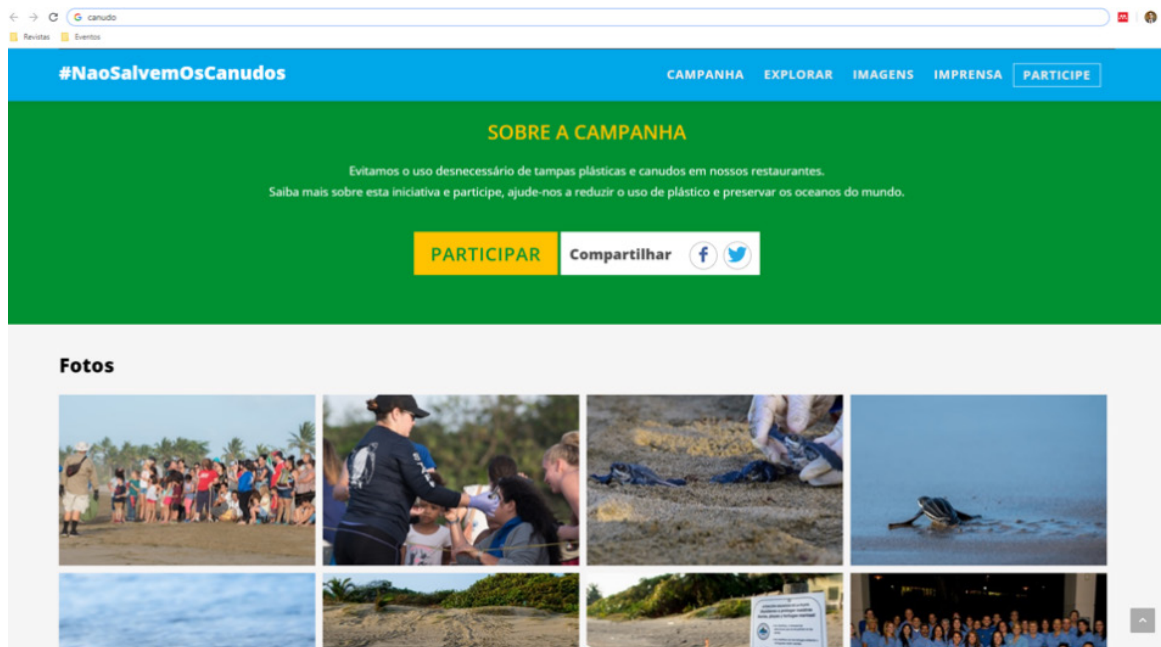 canudo
Revistas Eventos
#NaoSalvemOsCanudos CAMPANHA EXPLORAR IMAGENS IMPRENSA PARTICIPE
SOBRE A CAMPANHA
Evitamos o uso desnecessário de tampas plásticas e canudos em nossos restaurantes.
Saiba mais sobre esta iniciativa e participe, ajude-nos a reduzir o uso de plástico e preservar os oceanos do mundo.
PARTICIPAR Compartilhar
Fotos